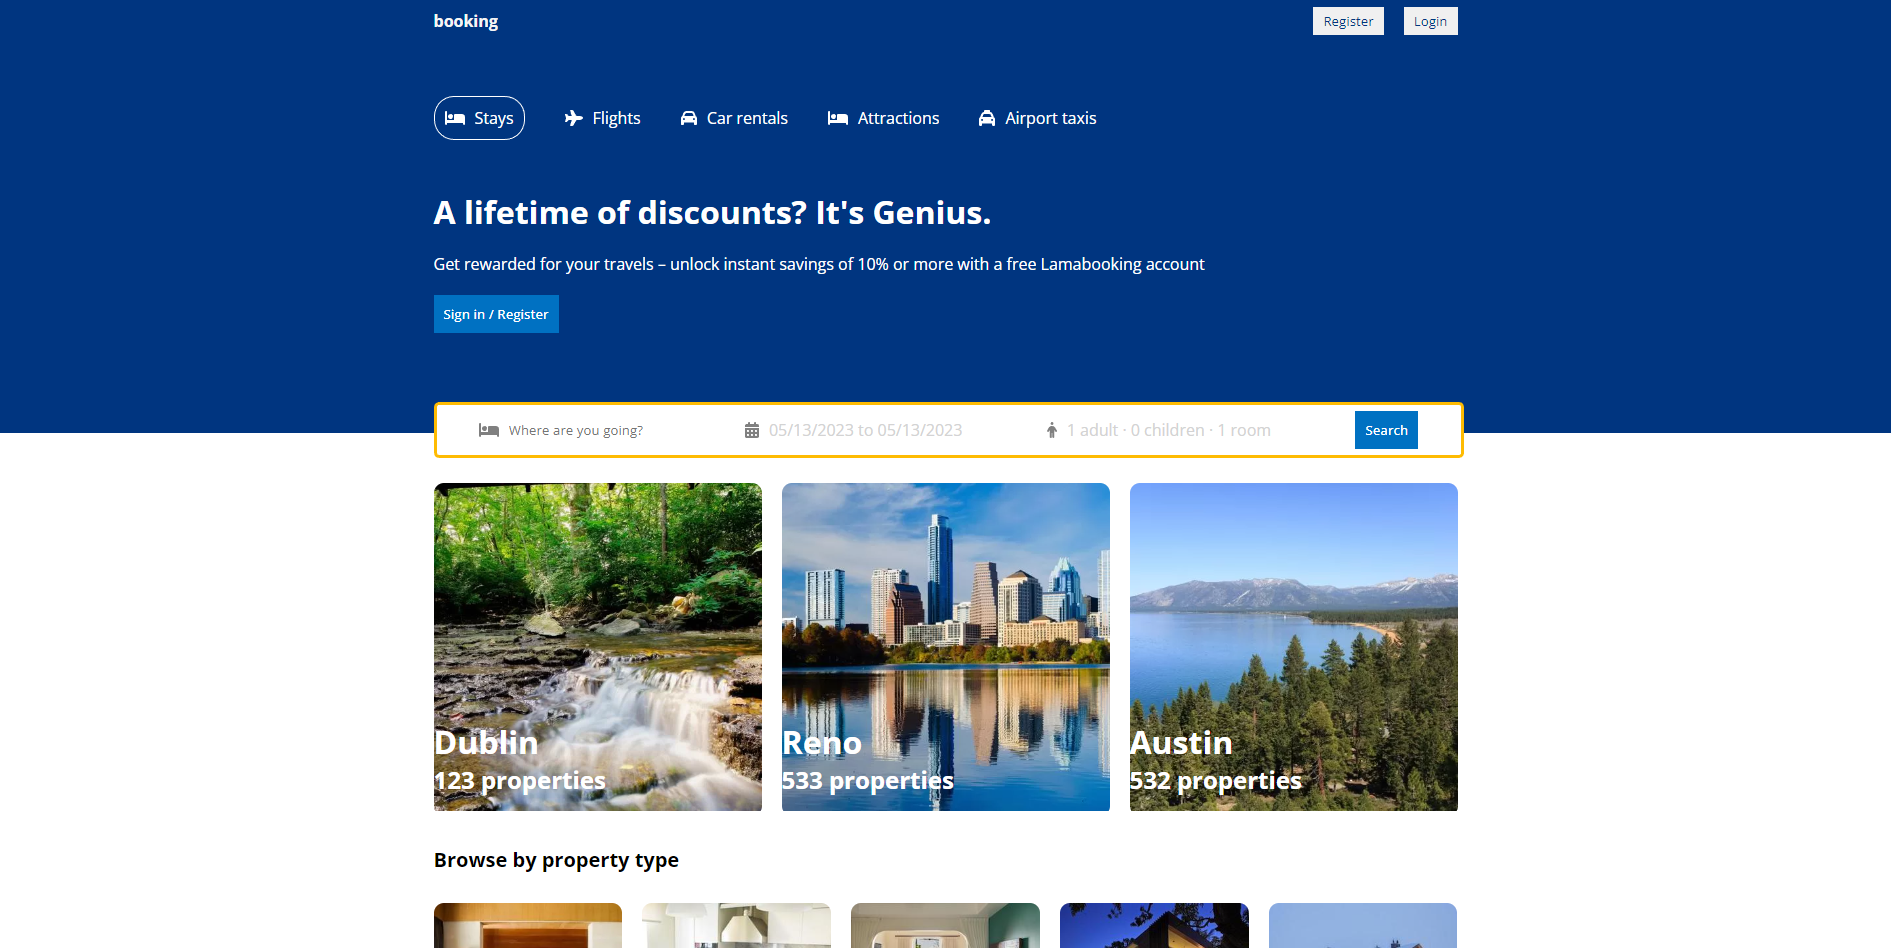 booking
Register
Login
Stays
Flights
Car rentals
Attractions
Airport taxis
A lifetime of discounts? It's Genius.
Get rewarded for your travels – unlock instant savings of 10% or more with a free Lamabooking account
Sign in / Register
Where are you going?
05/13/2023 to 05/13/2023
1 adult · 0 children · 1 room
Search
Dublin
123 properties
Reno
533 properties
Austin
532 properties
Browse by property type